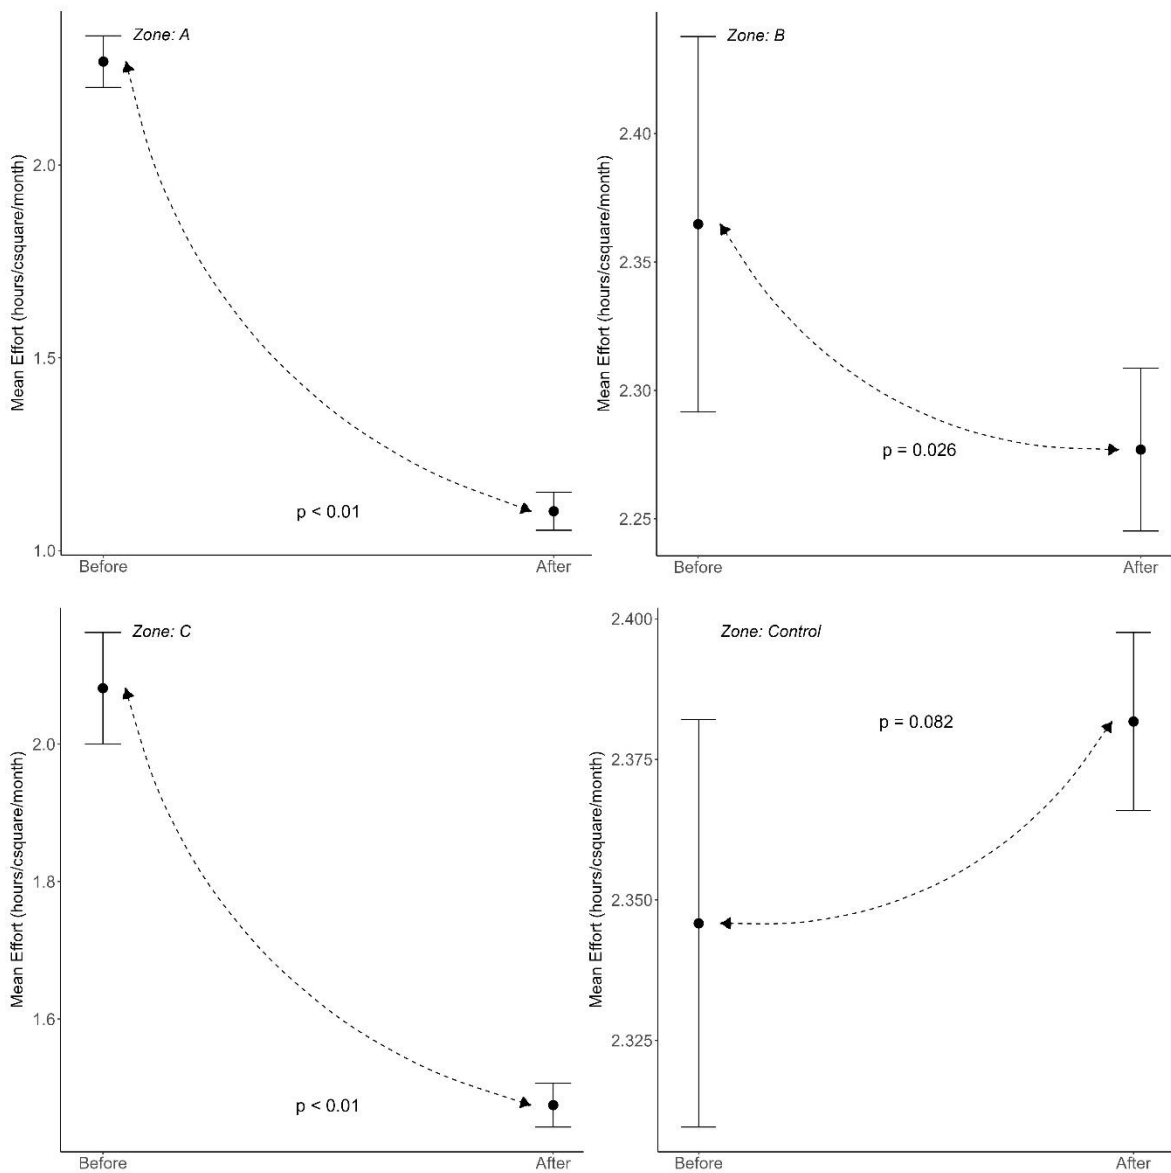 Zone: A
Mean Effort (hours/csquare/month)
2.0
1.5
1.0
p < 0.01
Before
After
Zone: B
Mean Effort (hours/csquare/month)
2.40
2.35
2.30
2.25
p = 0.026
Before
After
Zone: C
Mean Effort (hours/csquare/month)
2.0
1.8
1.6
p < 0.01
Before
After
Zone: Control
Mean Effort (hours/csquare/month)
2.400
2.375
2.350
2.325
p = 0.082
Before
After